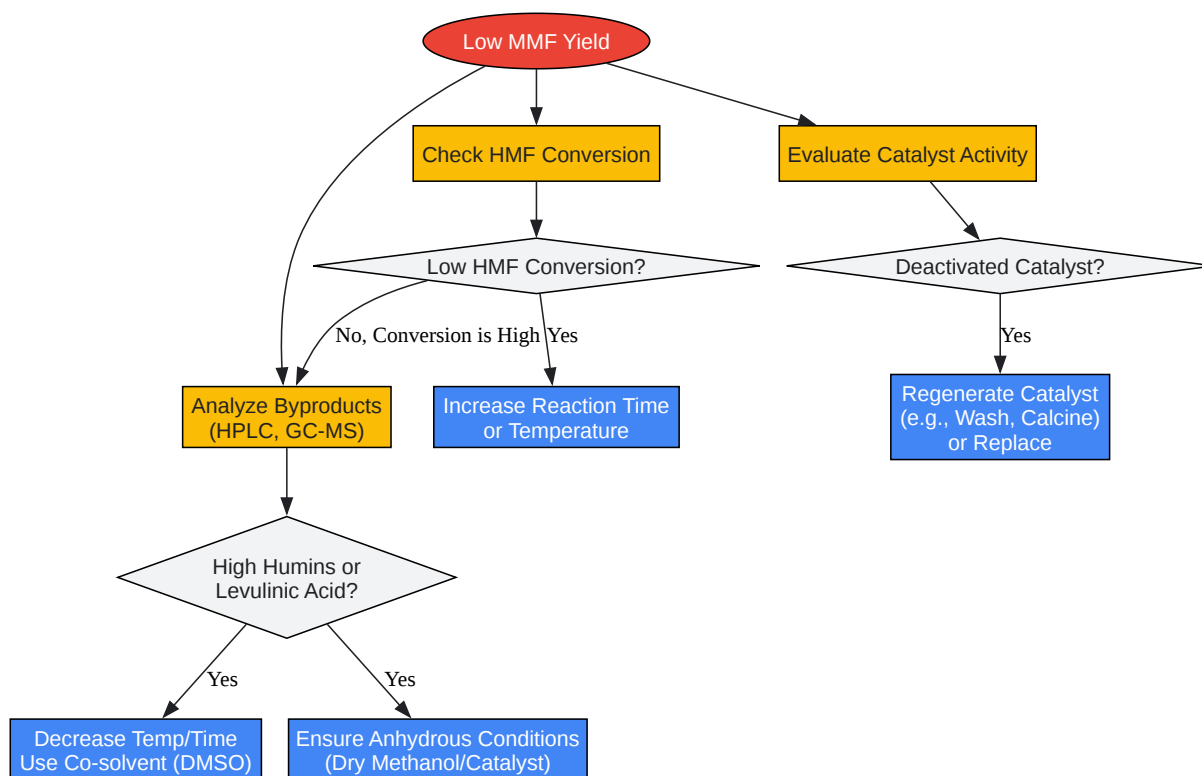 Low MMF Yield
Check HMF Conversion
Evaluate Catalyst Activity
Low HMF Conversion?
Deactivated Catalyst?
No, Conversion is High
Yes
Yes
Analyze Byproducts
(HPLC, GC-MS)
Increase Reaction Time
or Temperature
Regenerate Catalyst
(e.g., Wash, Calcine)
or Replace
High Humins or
Levulinic Acid?
Yes
Yes
Decrease Temp/Time
Use Co-solvent (DMSO)
Ensure Anhydrous Conditions
(Dry Methanol/Catalyst)